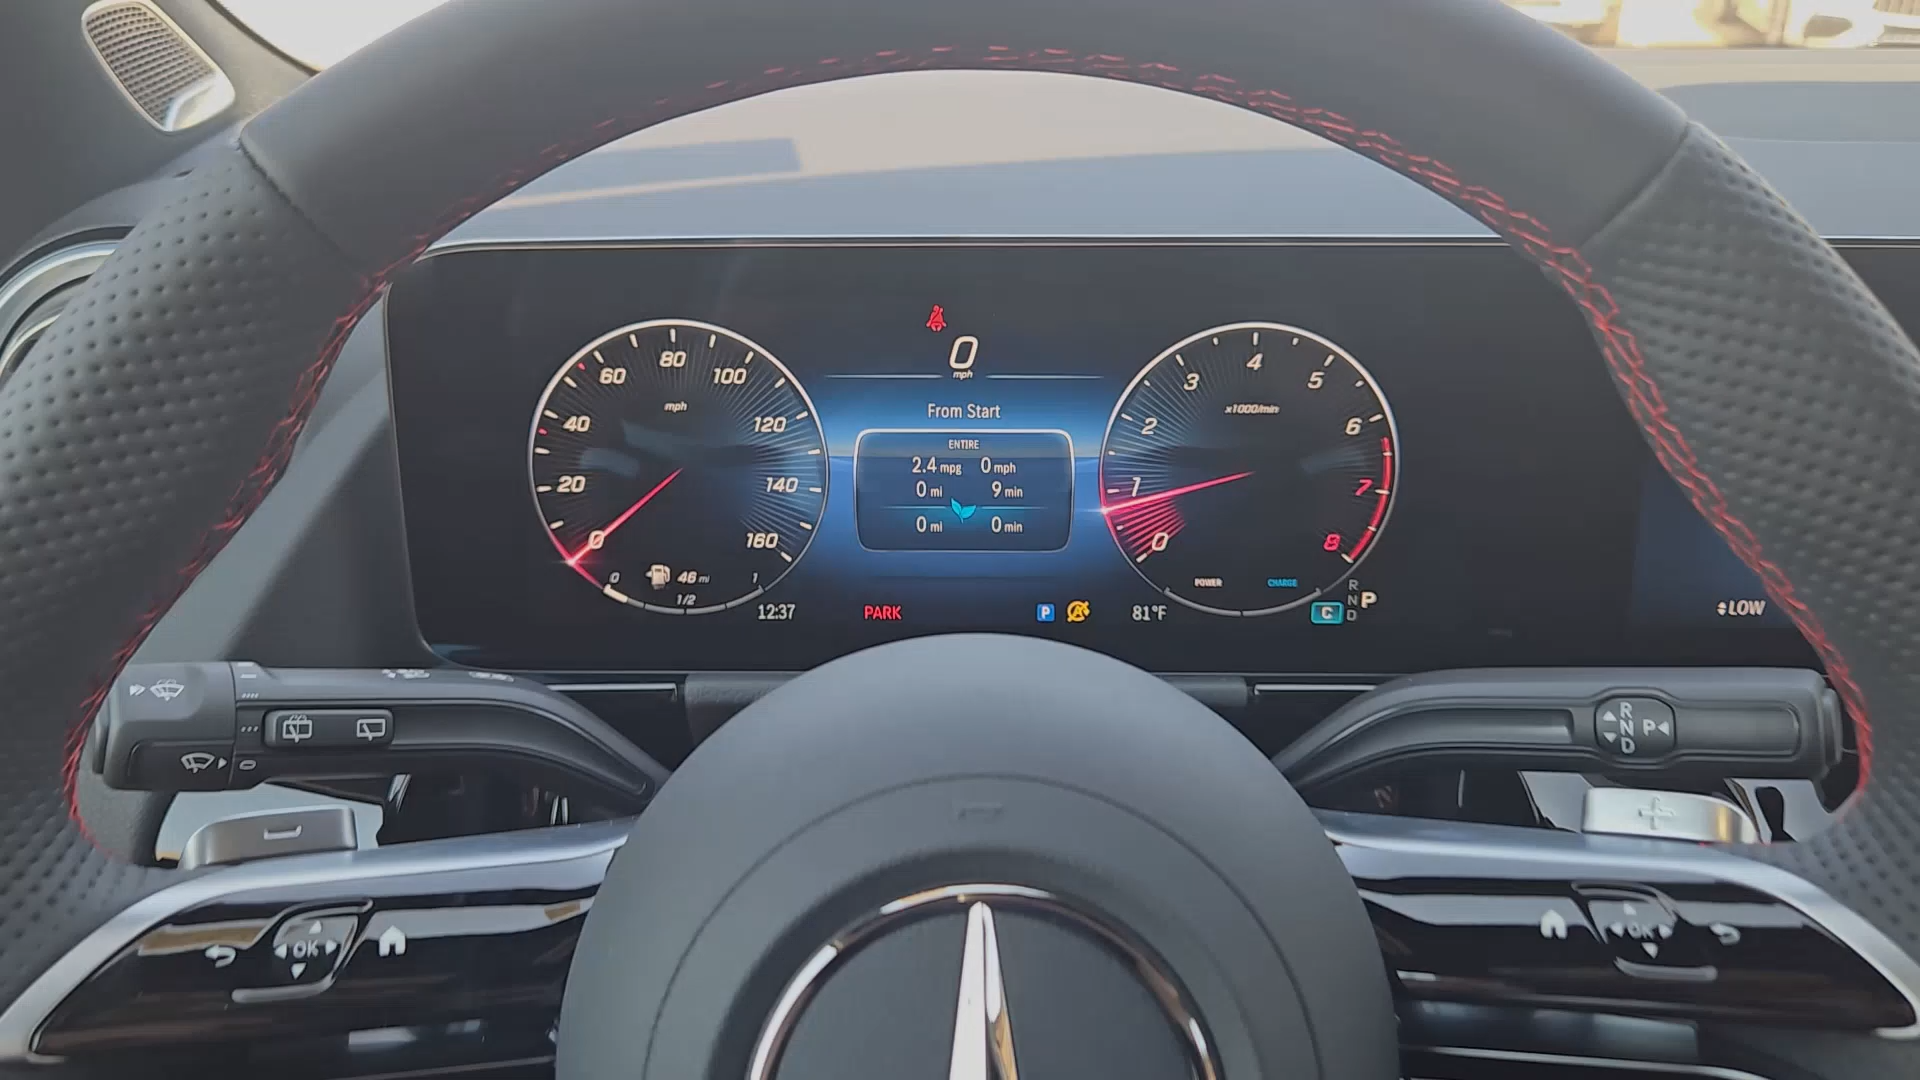 0
mph
From Start
ENTIRE
2.4 mpg 0 mph
0 mi 9 min
0 mi 0 min
0 20 40 60 80 100 120 140 160
mph
0 46 mi 1
1/2
12:37
PARK
P
A
81°F
0 1 2 3 4 5 6 7 8
x1000/min
POWER CHARGE
C
R
N P
D
LOW
R
N P
D
OK
OK